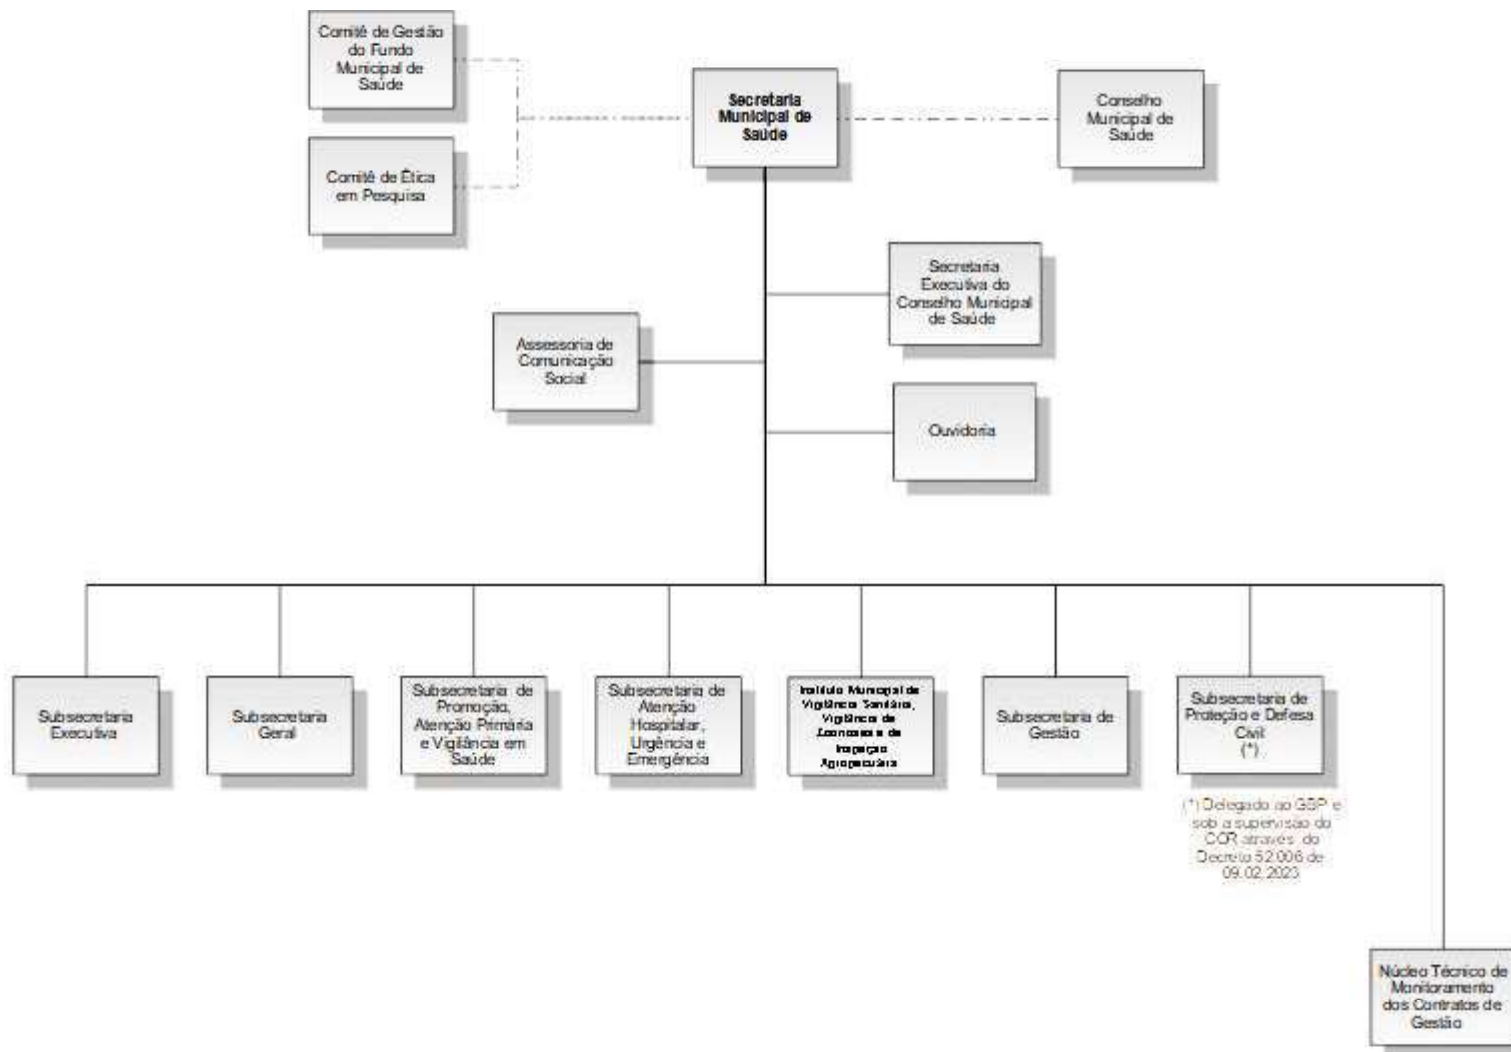 Comitê de Gestão
do Fundo
Municipal de
Saúde
Secretaria
Municipal de
Saúde
Conselho
Municipal de
Saúde
Comitê de Ética
em Pesquisa
Secretaria
Executiva do
Conselho Municipal
de Saúde
Assessoria de
Comunicação
Social
Ouvidoria
Subsecretaria
Executiva
Subsecretaria
Geral
Subsecretaria de
Promoção,
Atenção Primária
e Vigilância em
Saúde
Subsecretaria de
Atenção
Hospitalar,
Urgência e
Emergência
Instituto Municipal de
Vigilância Sanitária,
Vigilância de
Zoonoses e de
Inspeção
Agropecuária
Subsecretaria de
Gestão
Subsecretaria de
Proteção e Defesa
Civil
(*)
(*) Delegado ao GBP e
sob a supervisão do
COR através do
Decreto 52.006 de
09.02.2023
Núcleo Técnico de
Monitoramento
dos Contratos de
Gestão